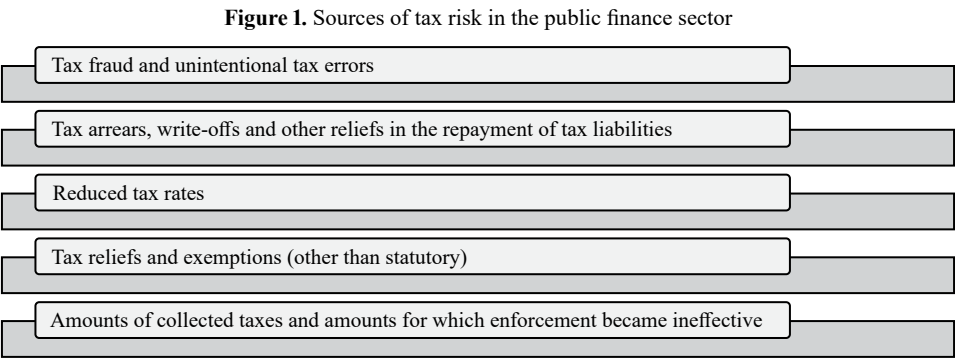 Figure 1. Sources of tax risk in the public finance sector
Tax fraud and unintentional tax errors
Tax arrears, write-offs and other reliefs in the repayment of tax liabilities
Reduced tax rates
Tax reliefs and exemptions (other than statutory)
Amounts of collected taxes and amounts for which enforcement became ineffective